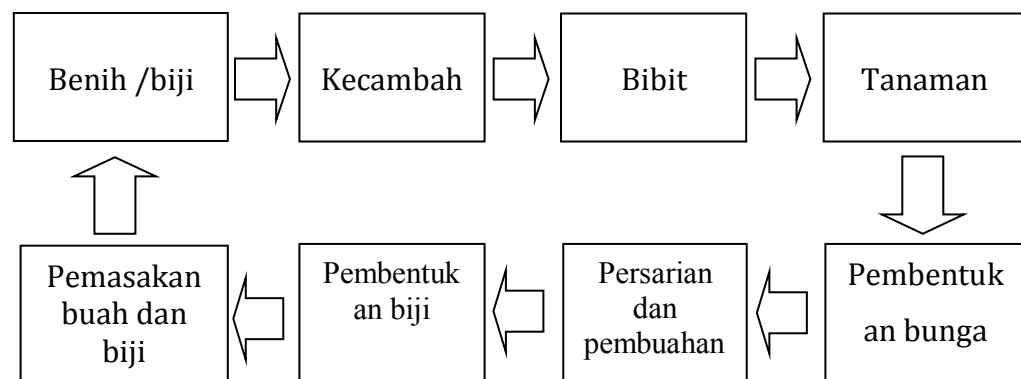 Benih /biji
Kecambah
Bibit
Tanaman
Pembentuk
an bunga
Persarian
dan
pembuahan
Pembentuk
an biji
Pemasakan
buah dan
biji